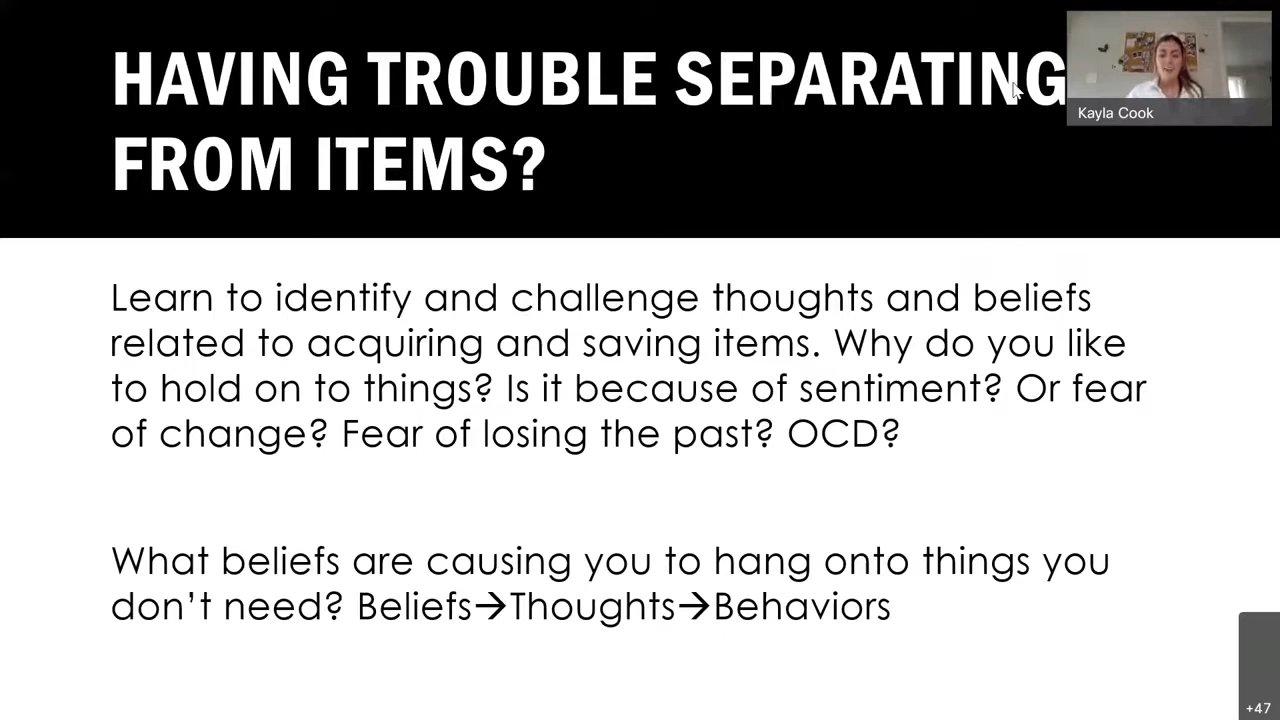 HAVING TROUBLE SEPARATING
FROM ITEMS?
Kayla Cook
Learn to identify and challenge thoughts and beliefs
related to acquiring and saving items. Why do you like
to hold on to things? Is it because of sentiment? Or fear
of change? Fear of losing the past? OCD?
What beliefs are causing you to hang onto things you
don’t need? Beliefs→Thoughts→Behaviors
+47